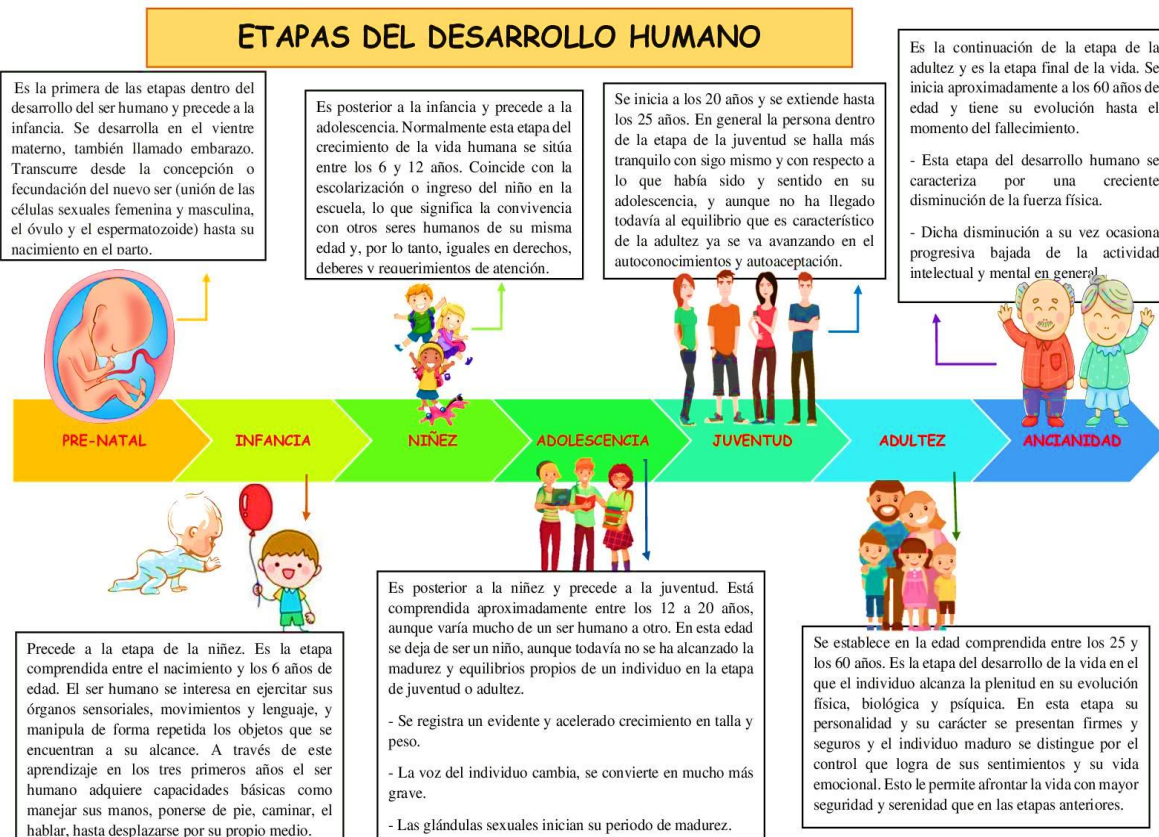 ETAPAS DEL DESARROLLO HUMANO
Es la primera de las etapas dentro del
desarrollo del ser humano y precede a la
infancia. Se desarrolla en el vientre
materno, también llamado embarazo.
Transcurre desde la concepción o
fecundación del nuevo ser (unión de las
células sexuales femenina y masculina,
el óvulo y el espermatozoide) hasta su
nacimiento en el parto.
Es posterior a la infancia y precede a la
adolescencia. Normalmente esta etapa del
crecimiento de la vida humana se sitúa
entre los 6 y 12 años. Coincide con la
escolarización o ingreso del niño en la
escuela, lo que significa la convivencia
con otros seres humanos de su misma
edad y, por lo tanto, iguales en derechos,
deberes y requerimientos de atención.
Se inicia a los 20 años y se extiende hasta
los 25 años. En general la persona dentro
de la etapa de la juventud se halla más
tranquilo con sigo mismo y con respecto a
lo que había sido y sentido en su
adolescencia, y aunque no ha llegado
todavía al equilibrio que es característico
de la adultez ya se va avanzando en el
autoconocimientos y autoaceptación.
Es la continuación de la etapa de la
adultez y es la etapa final de la vida. Se
inicia aproximadamente a los 60 años de
edad y tiene su evolución hasta el
momento del fallecimiento.
- Esta etapa del desarrollo humano se
caracteriza por una creciente
disminución de la fuerza física.
- Dicha disminución a su vez ocasiona
progresiva bajada de la actividad
intelectual y mental en general.
PRE-NATAL
INFANCIA
NIÑEZ
ADOLESCENCIA
JUVENTUD
ADULTEZ
ANCIANIDAD
Precede a la etapa de la niñez. Es la etapa
comprendida entre el nacimiento y los 6 años de
edad. El ser humano se interesa en ejercitar sus
órganos sensoriales, movimientos y lenguaje, y
manipula de forma repetida los objetos que se
encuentran a su alcance. A través de este
aprendizaje en los tres primeros años el ser
humano adquiere capacidades básicas como
manejar sus manos, ponerse de pie, caminar, el
hablar, hasta desplazarse por su propio medio.
Es posterior a la niñez y precede a la juventud. Está
comprendida aproximadamente entre los 12 a 20 años,
aunque varía mucho de un ser humano a otro. En esta edad
se deja de ser un niño, aunque todavía no se ha alcanzado la
madurez y equilibrios propios de un individuo en la etapa
de juventud o adultez.
- Se registra un evidente y acelerado crecimiento en talla y
peso.
- La voz del individuo cambia, se convierte en mucho más
grave.
- Las glándulas sexuales inician su periodo de madurez.
Se establece en la edad comprendida entre los 25 y
los 60 años. Es la etapa del desarrollo de la vida en el
que el individuo alcanza la plenitud en su evolución
física, biológica y psíquica. En esta etapa su
personalidad y su carácter se presentan firmes y
seguros y el individuo maduro se distingue por el
control que logra de sus sentimientos y su vida
emocional. Esto le permite afrontar la vida con mayor
seguridad y serenidad que en las etapas anteriores.